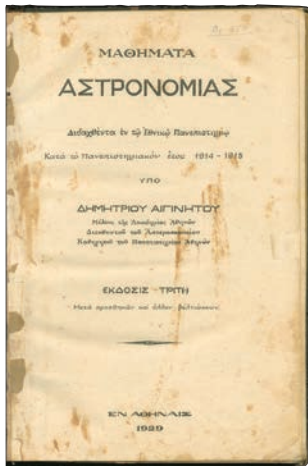 ΜΑΘΗΜΑΤΑ
ΑΣΤΡΟΝΟΜΙΑΣ
Διδαχθέντα ἐν τῷ Ἐθνικῷ Πανεπιστημίῳ
Κατὰ τὸ Πανεπιστημιακὸν ἔτος 1914 - 1915
ΥΠΟ
ΔΗΜΗΤΡΙΟΥ ΑΙΓΙΝΗΤΟΥ
Μέλους τῆς Ἀκαδημίας Ἀθηνῶν
Διευθυντοῦ τοῦ Ἀστεροσκοπείου
Καθηγητοῦ τοῦ Πανεπιστημίου Ἀθηνῶν
ΕΚΔΟΣΙΣ ΤΡΙΤΗ
Μετὰ προσθηκῶν καὶ ἄλλων βελτιώσεων
ΕΝ ΑΘΗΝΑΙΣ
1929